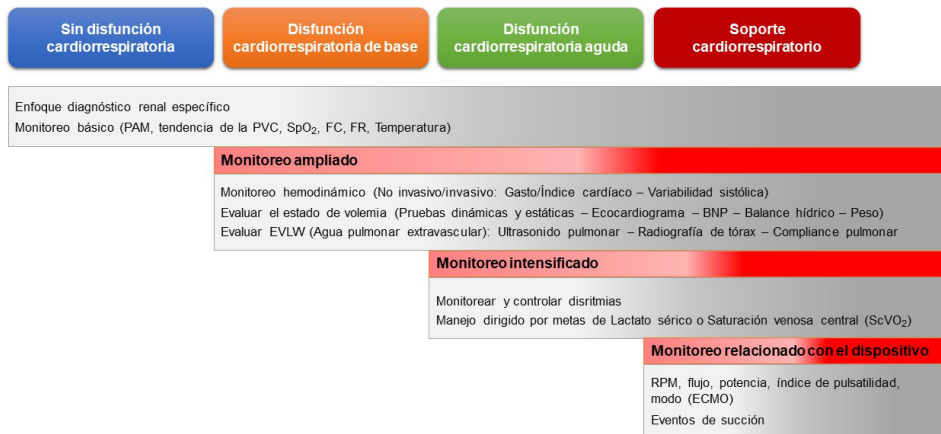 Sin disfunción
cardiorrespiratoria
Disfunción
cardiorrespiratoria de base
Disfunción
cardiorrespiratoria aguda
Soporte
cardiorrespiratorio
Enfoque diagnóstico renal específico
Monitoreo básico (PAM, tendencia de la PVC, SpO₂, FC, FR, Temperatura)
Monitoreo ampliado
Monitoreo hemodinámico (No invasivo/invasivo: Gasto/Índice cardíaco – Variabilidad sistólica)
Evaluar el estado de volemia (Pruebas dinámicas y estáticas – Ecocardiograma – BNP – Balance hídrico – Peso)
Evaluar EVLW (Agua pulmonar extravascular): Ultrasonido pulmonar – Radiografía de tórax – Compliance pulmonar
Monitoreo intensificado
Monitorear y controlar disritmias
Manejo dirigido por metas de Lactato sérico o Saturación venosa central (ScVO₂)
Monitoreo relacionado con el dispositivo
RPM, flujo, potencia, índice de pulsatilidad,
modo (ECMO)
Eventos de succión